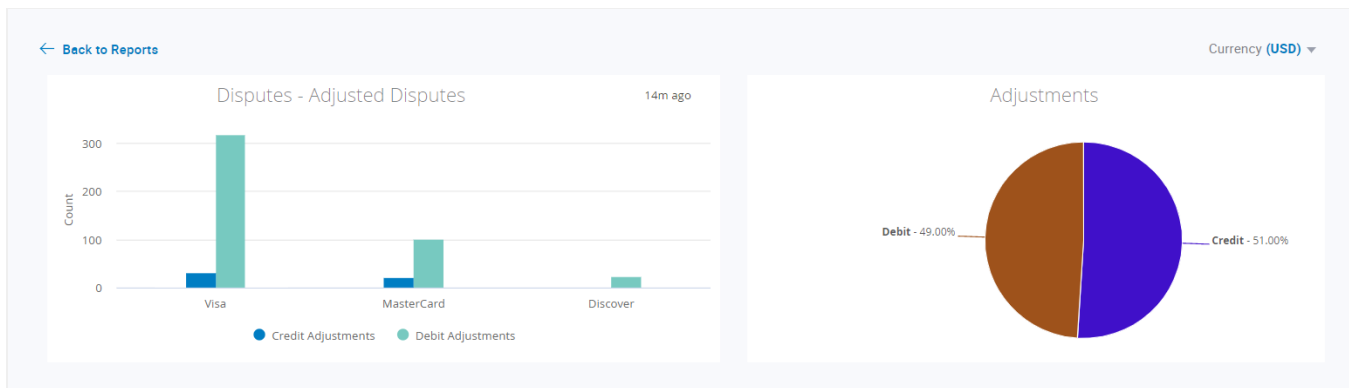 Back to Reports
Currency (USD)
Disputes - Adjusted Disputes
14m ago
300
200
100
0
Count
Visa
MasterCard
Discover
Credit Adjustments
Debit Adjustments
Adjustments
Debit - 49.00%
Credit - 51.00%